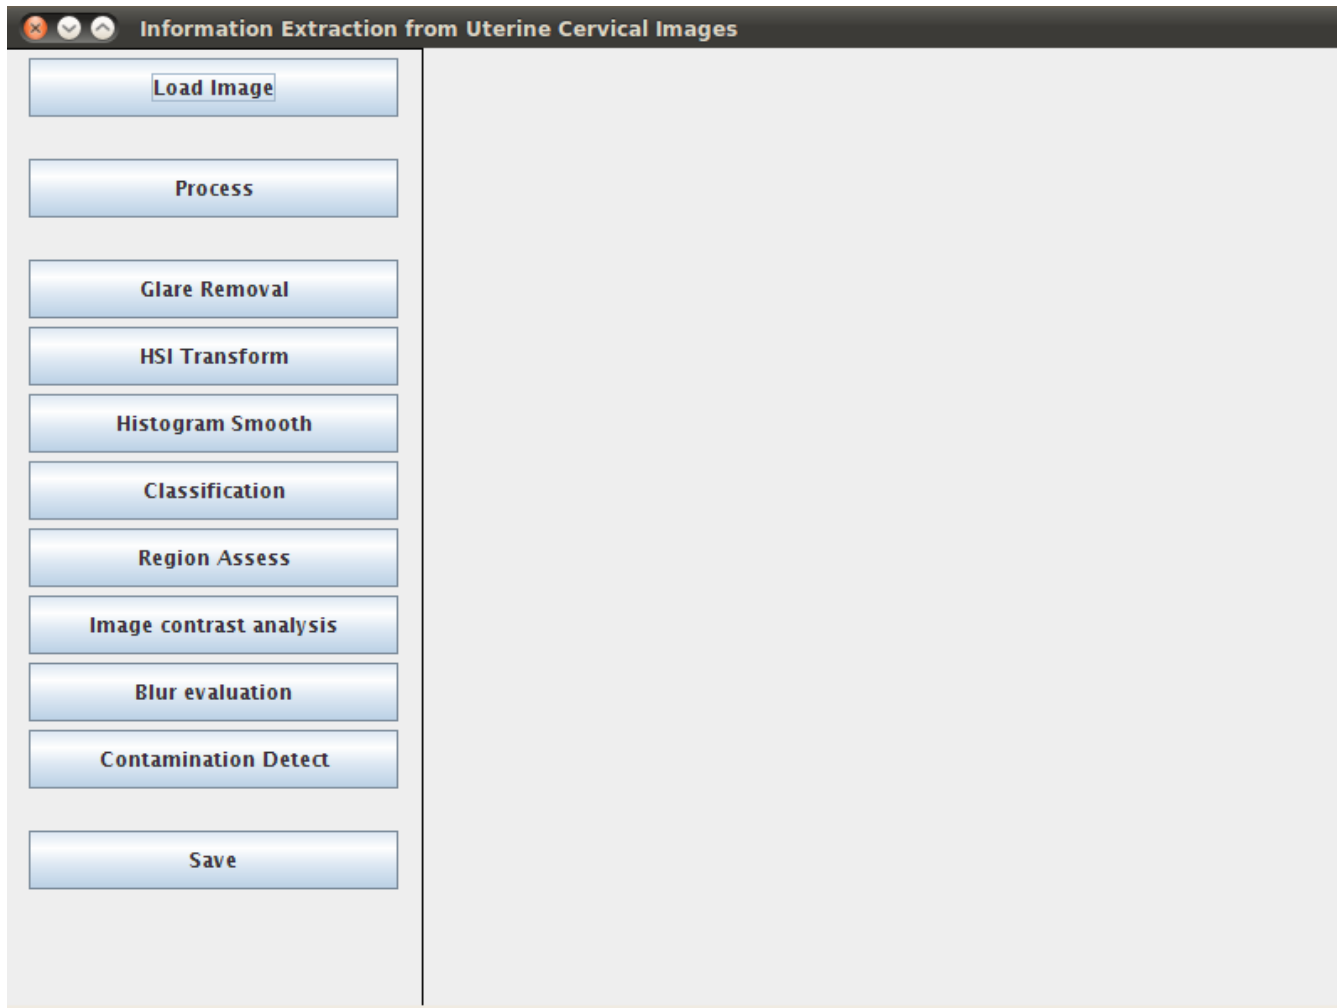 Information Extraction from Uterine Cervical Images
Load Image
Process
Glare Removal
HSI Transform
Histogram Smooth
Classification
Region Assess
Image contrast analysis
Blur evaluation
Contamination Detect
Save